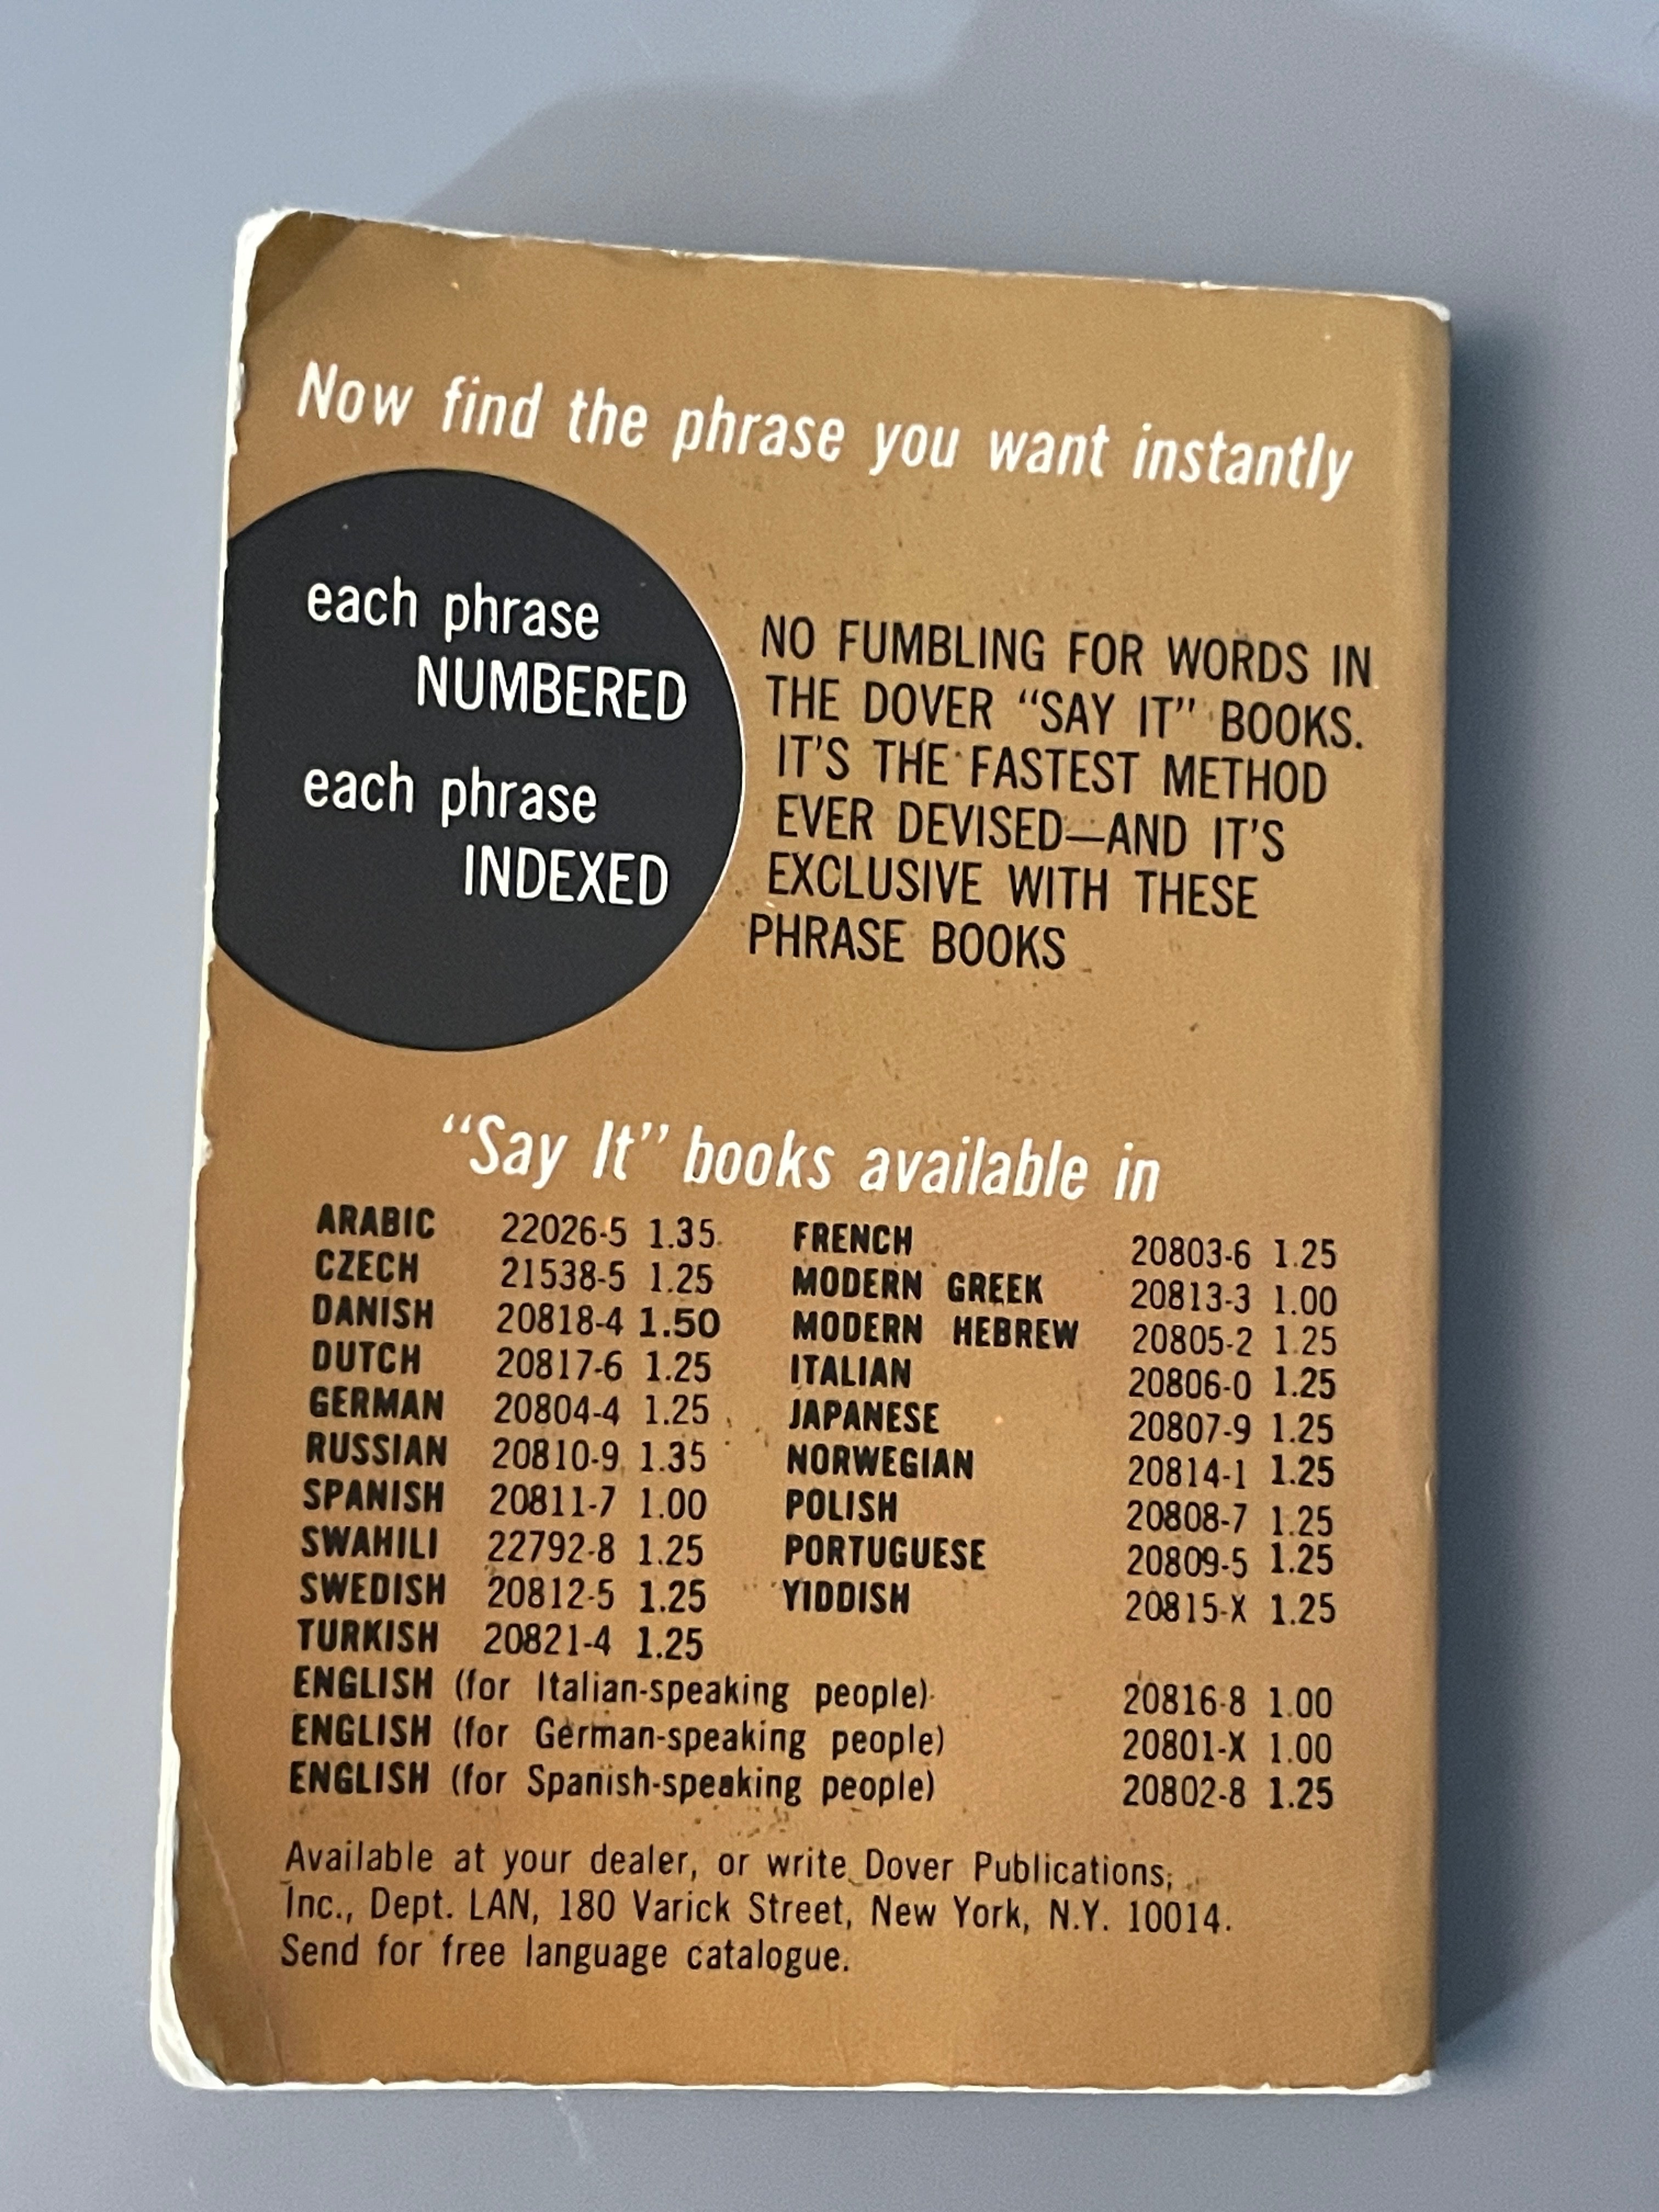 Now find the phrase you want instantly
each phrase
NUMBERED
each phrase
INDEXED
NO FUMBLING FOR WORDS IN
THE DOVER “SAY IT” BOOKS.
IT'S THE FASTEST METHOD
EVER DEVISED—AND IT'S
EXCLUSIVE WITH THESE
PHRASE BOOKS
“Say It” books available in
ARABIC 22026-5 1.35
CZECH 21538-5 1.25
DANISH 20818-4 1.50
DUTCH 20817-6 1.25
GERMAN 20804-4 1.25
RUSSIAN 20810-9 1.35
SPANISH 20811-7 1.00
SWAHILI 22792-8 1.25
SWEDISH 20812-5 1.25
TURKISH 20821-4 1.25
FRENCH 20803-6 1.25
MODERN GREEK 20813-3 1.00
MODERN HEBREW 20805-2 1.25
ITALIAN 20806-0 1.25
JAPANESE 20807-9 1.25
NORWEGIAN 20814-1 1.25
POLISH 20808-7 1.25
PORTUGUESE 20809-5 1.25
YIDDISH 20815-X 1.25
ENGLISH (for Italian-speaking people) 20816-8 1.00
ENGLISH (for German-speaking people) 20801-X 1.00
ENGLISH (for Spanish-speaking people) 20802-8 1.25
Available at your dealer, or write Dover Publications,
Inc., Dept. LAN, 180 Varick Street, New York, N.Y. 10014.
Send for free language catalogue.